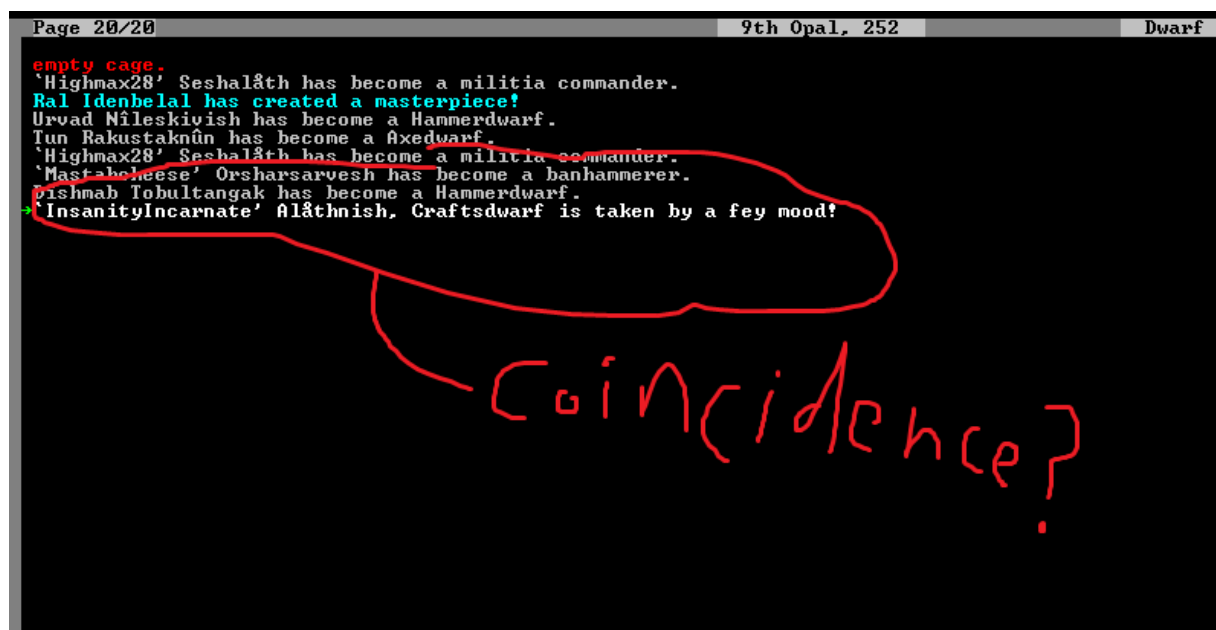 Page 20/20 9th Opal, 252 Dwarf
empty cage.
`Highmax28' Seshalåth has become a militia commander.
Ral Idenbelal has created a masterpiece!
Urvad Nîleskivish has become a Hammerdwarf.
Tun Rakustaknûn has become a Axedwarf.
`Highmax28' Seshalåth has become a militia commander.
`Mastahcheese' Orsharsarvesh has become a banhammerer.
Dishmab Tobultangak has become a Hammerdwarf.
`InsanityIncarnate' Alåthnish, Craftsdwarf is taken by a fey mood!
Coincidence?